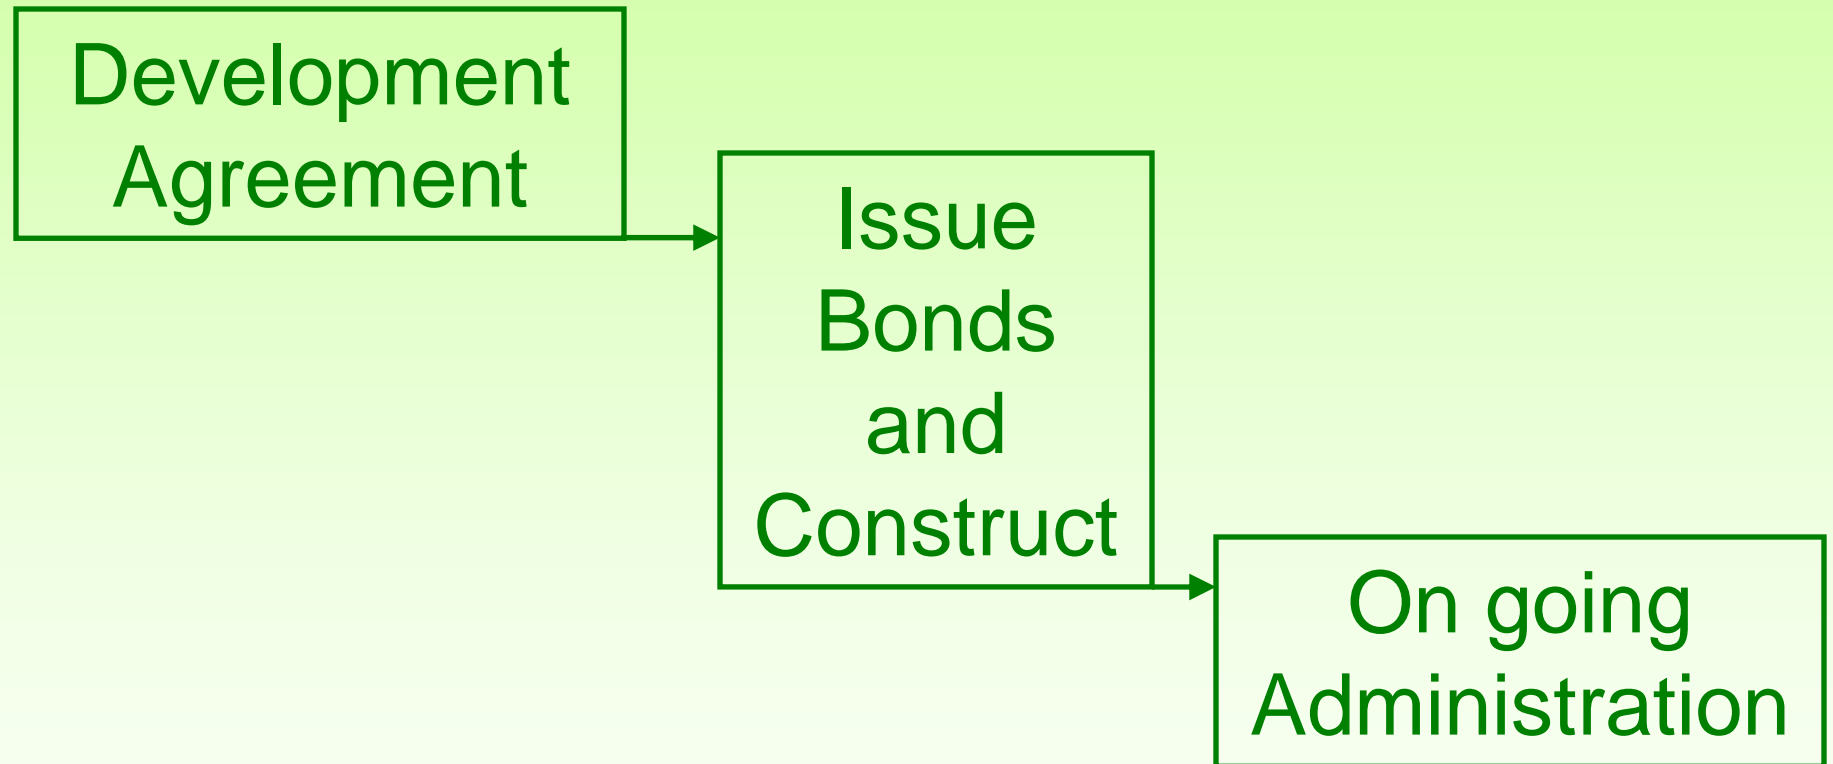 Development
Agreement
Issue
Bonds
and
Construct
On going
Administration